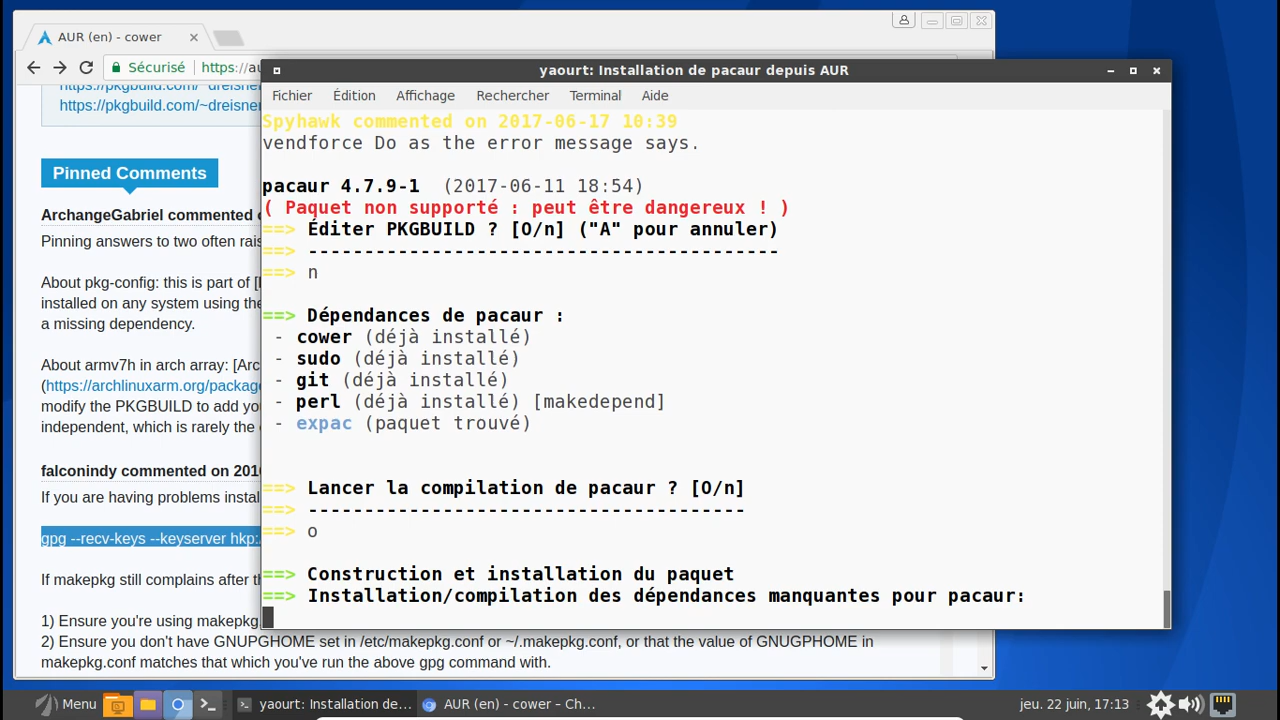 AUR (en) - cower
Sécurisé
https://au
https://pkgbuild.com/~dreisner
https://pkgbuild.com/~dreisner
Pinned Comments
ArchangeGabriel commented
Pinning answers to two often
About pkg-config: this is part of
installed on any system using the
a missing dependency.
About armv7h in arch array:
(https://archlinuxarm.org/package
modify the PKGBUILD to add
independent, which is rarely the
falconindy commented on
If you are having problems
gpg --recv-keys --keyserver hkp:
If makepkg still complains after
1) Ensure you're using makepkg
2) Ensure you don't have GNUPGHOME set in /etc/makepkg.conf or ~/.makepkg.conf, or that the value of GNUGPHOME in
makepkg.conf matches that which you've run the above gpg command with.
yaourt: Installation de pacaur depuis AUR
Fichier Édition Affichage Rechercher Terminal Aide
Spyhawk commented on 2017-06-17 10:39
vendforce Do as the error message says.
pacaur 4.7.9-1 (2017-06-11 18:54)
( Paquet non supporté : peut être dangereux ! )
==> Éditer PKGBUILD ? [O/n] ("A" pour annuler)
==> ------------------------------------------
==> n
==> Dépendances de pacaur :
- cower (déjà installé)
- sudo (déjà installé)
- git (déjà installé)
- perl (déjà installé) [makedepend]
- expac (paquet trouvé)
==> Lancer la compilation de pacaur ? [O/n]
==> ---------------------------------------
==> o
==> Construction et installation du paquet
==> Installation/compilation des dépendances manquantes pour pacaur:
Menu
yaourt: Installation de...
AUR (en) - cower – Ch...
jeu. 22 juin, 17:13